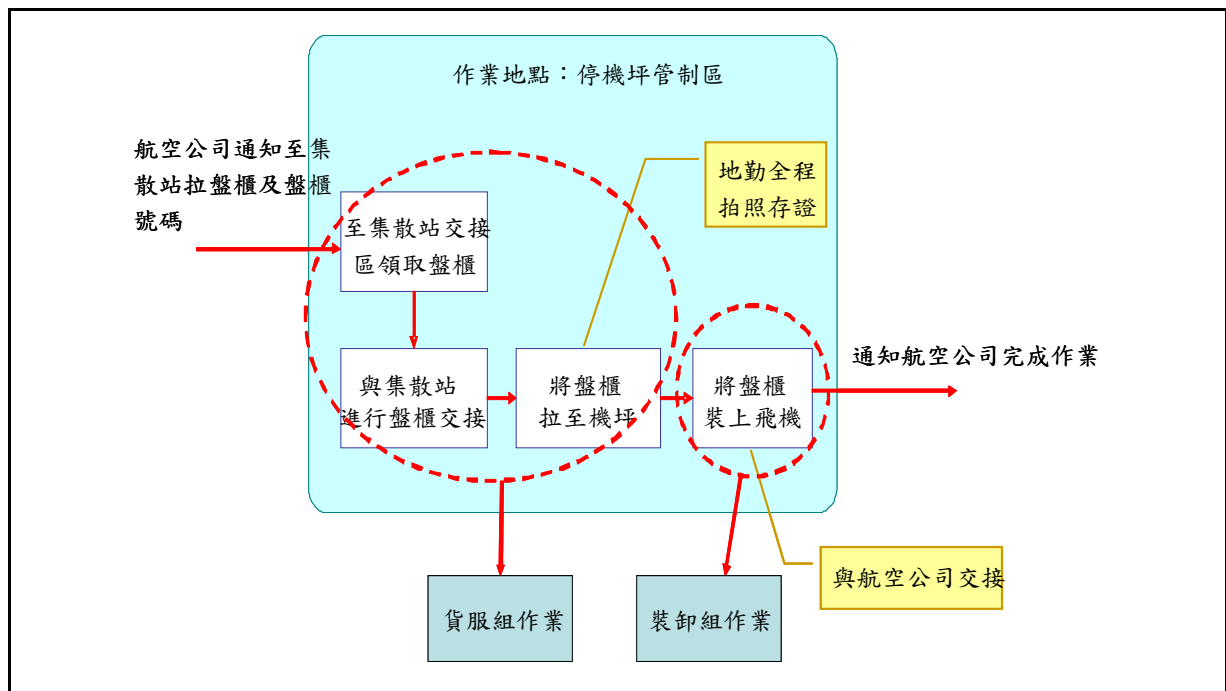 作業地點：停機坪管制區
航空公司通知至集
散站拉盤櫃及盤櫃
號碼
地勤全程
拍照存證
至集散站交接
區領取盤櫃
與集散站
進行盤櫃交接
將盤櫃
拉至機坪
將盤櫃
裝上飛機
通知航空公司完成作業
與航空公司交接
貨服組作業
裝卸組作業